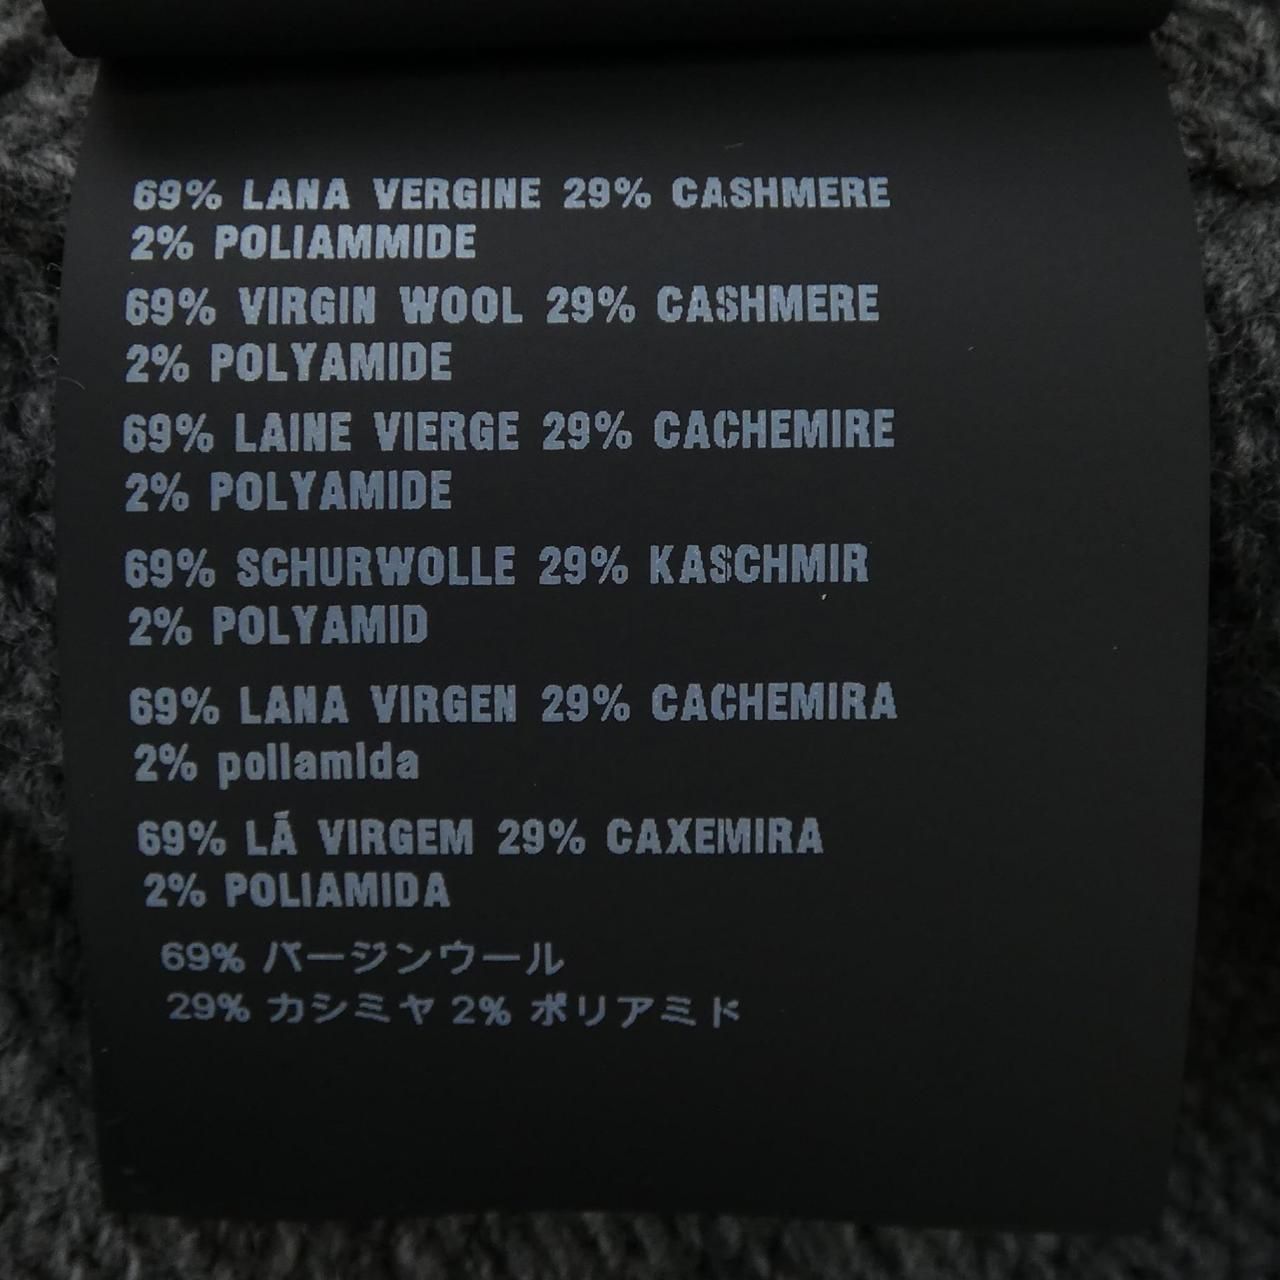 69% LANA VERGINE 29% CASHMERE
2% POLIAMMIDE
69% VIRGIN WOOL 29% CASHMERE
2% POLYAMIDE
69% LAINE VIERGE 29% CACHEMIRE
2% POLYAMIDE
69% SCHURWOLLE 29% KASCHMIR
2% POLYAMID
69% LANA VIRGEN 29% CACHEMIRA
2% poliamida
69% LÃ VIRGEM 29% CAXEMIRA
2% POLIAMIDA
69% バージンウール
29% カシミヤ 2% ポリアミド